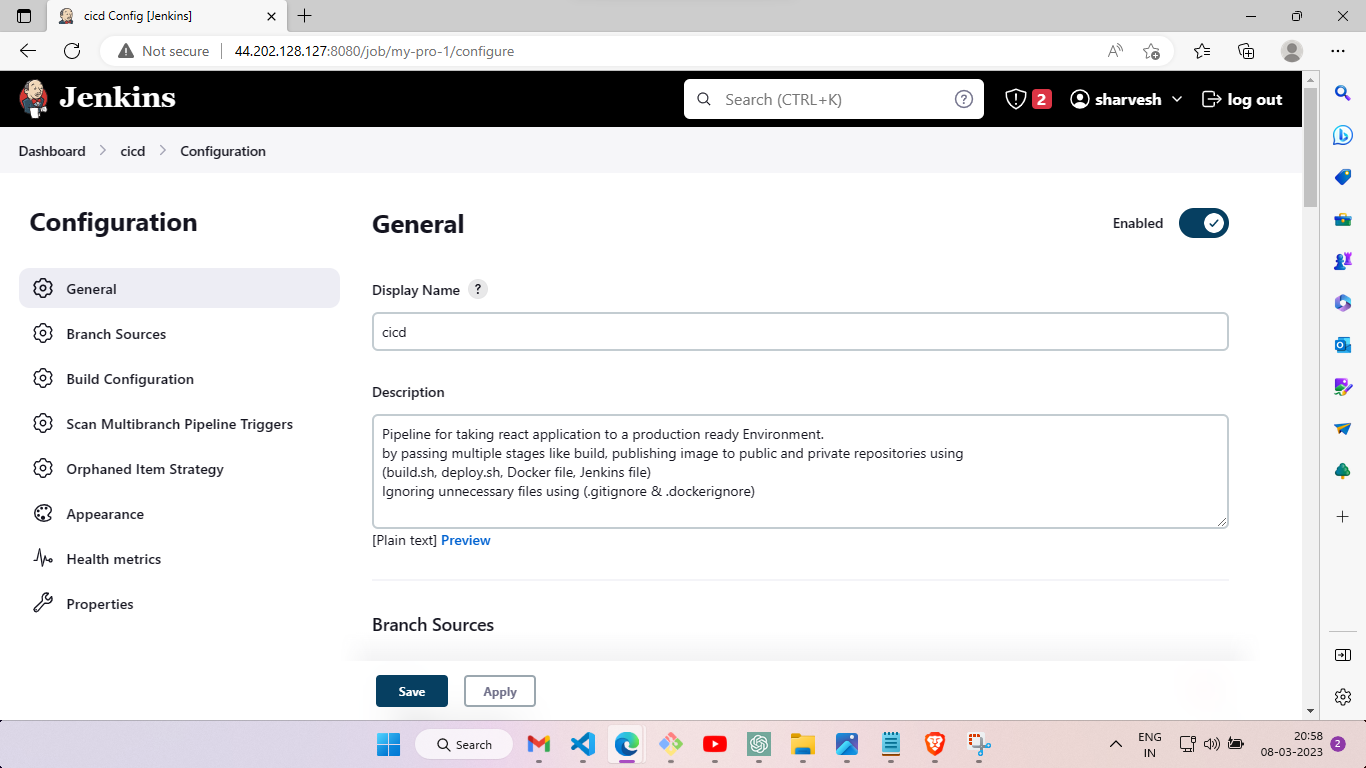 cicd Config [Jenkins]
Not secure
44.202.128.127:8080/job/my-pro-1/configure
Jenkins
Search (CTRL+K)
?
2
sharvesh
log out
Dashboard
cicd
Configuration
Configuration
General
Branch Sources
Build Configuration
Scan Multibranch Pipeline Triggers
Orphaned Item Strategy
Appearance
Health metrics
Properties
General
Enabled
Display Name ?
cicd
Description
Pipeline for taking react application to a production ready Environment.
by passing multiple stages like build, publishing image to public and private repositories using
(build.sh, deploy.sh, Docker file, Jenkins file)
Ignoring unnecessary files using (.gitignore & .dockerignore)
[Plain text] Preview
Branch Sources
Save
Apply
Search
ENG
IN
20:58
08-03-2023
2